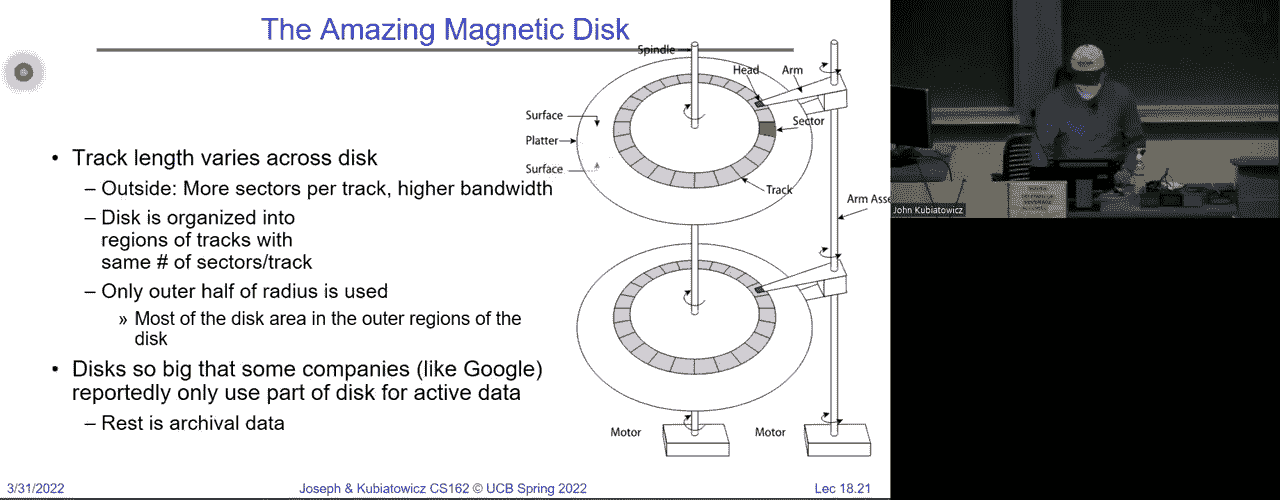 The Amazing Magnetic Disk
• Track length varies across disk
– Outside: More sectors per track, higher bandwidth
– Disk is organized into
regions of tracks with
same # of sectors/track
– Only outer half of radius is used
» Most of the disk area in the outer regions of the
disk
• Disks so big that some companies (like Google)
reportedly only use part of disk for active data
– Rest is archival data
Spindle
Head
Arm
Surface
Sector
Platter
Surface
Track
Arm Asse
Motor
Motor
3/31/2022
Joseph & Kubiatowicz CS162 © UCB Spring 2022
Lec 18.21
John Kubiatowicz